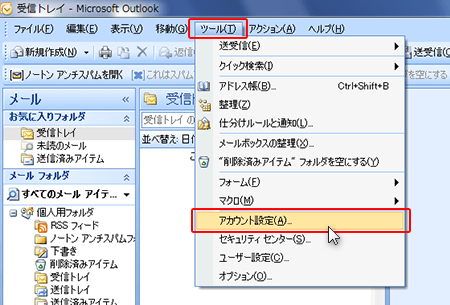 受信トレイ - Microsoft Outlook
ファイル(F) 編集(E) 表示(V) 移動(G) ツール(T) アクション(A) ヘルプ(H)
新規作成(N)
送受信(C)
ノートン アンチスパムを開く
これはスパム
を空にする
メール
お気に入りフォルダ
受信トレイ
未読のメール
送信済みアイテム
メール フォルダ
すべてのメール アイテ...
個人用フォルダ
RSS フィード
ノートン アンチスパムフォ
下書き
削除済みアイテム
受信トレイ
送信トレイ
送信済みアイテム
受信
受信トレイ の
並べ替え: 日
送受信(E)
クイック検索(I)
アドレス帳(B)... Ctrl+Shift+B
整理(Z)
仕分けルールと通知(L)...
メールボックスの整理(X)...
"削除済みアイテム" フォルダを空にする(Y)
フォーム(F)
マクロ(M)
アカウント設定(A)...
セキュリティ センター(S)...
ユーザー設定(C)...
オプション(O)...